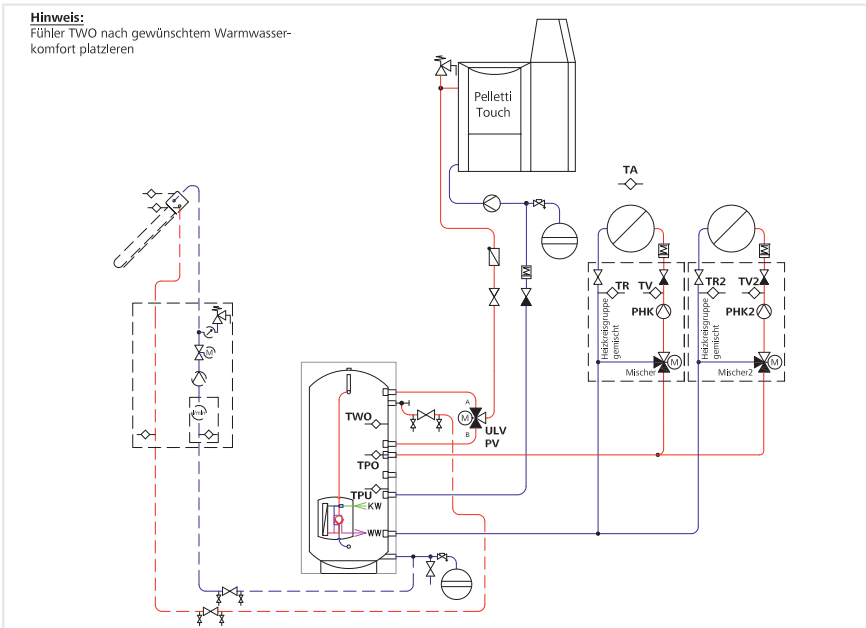 Hinweis:
Fühler TWO nach gewünschtem Warmwasser-
komfort platzleren
Pelletti
Touch
TA
TR
TV
TR2
TV2
PHK
PHK2
Heizkreisgruppe
gemischt
Heizkreisgruppe
gemischt
M
M
Mischer
Mischer2
M
A
TWO
M
ULV
PV
B
TPO
TPU
KW
WW